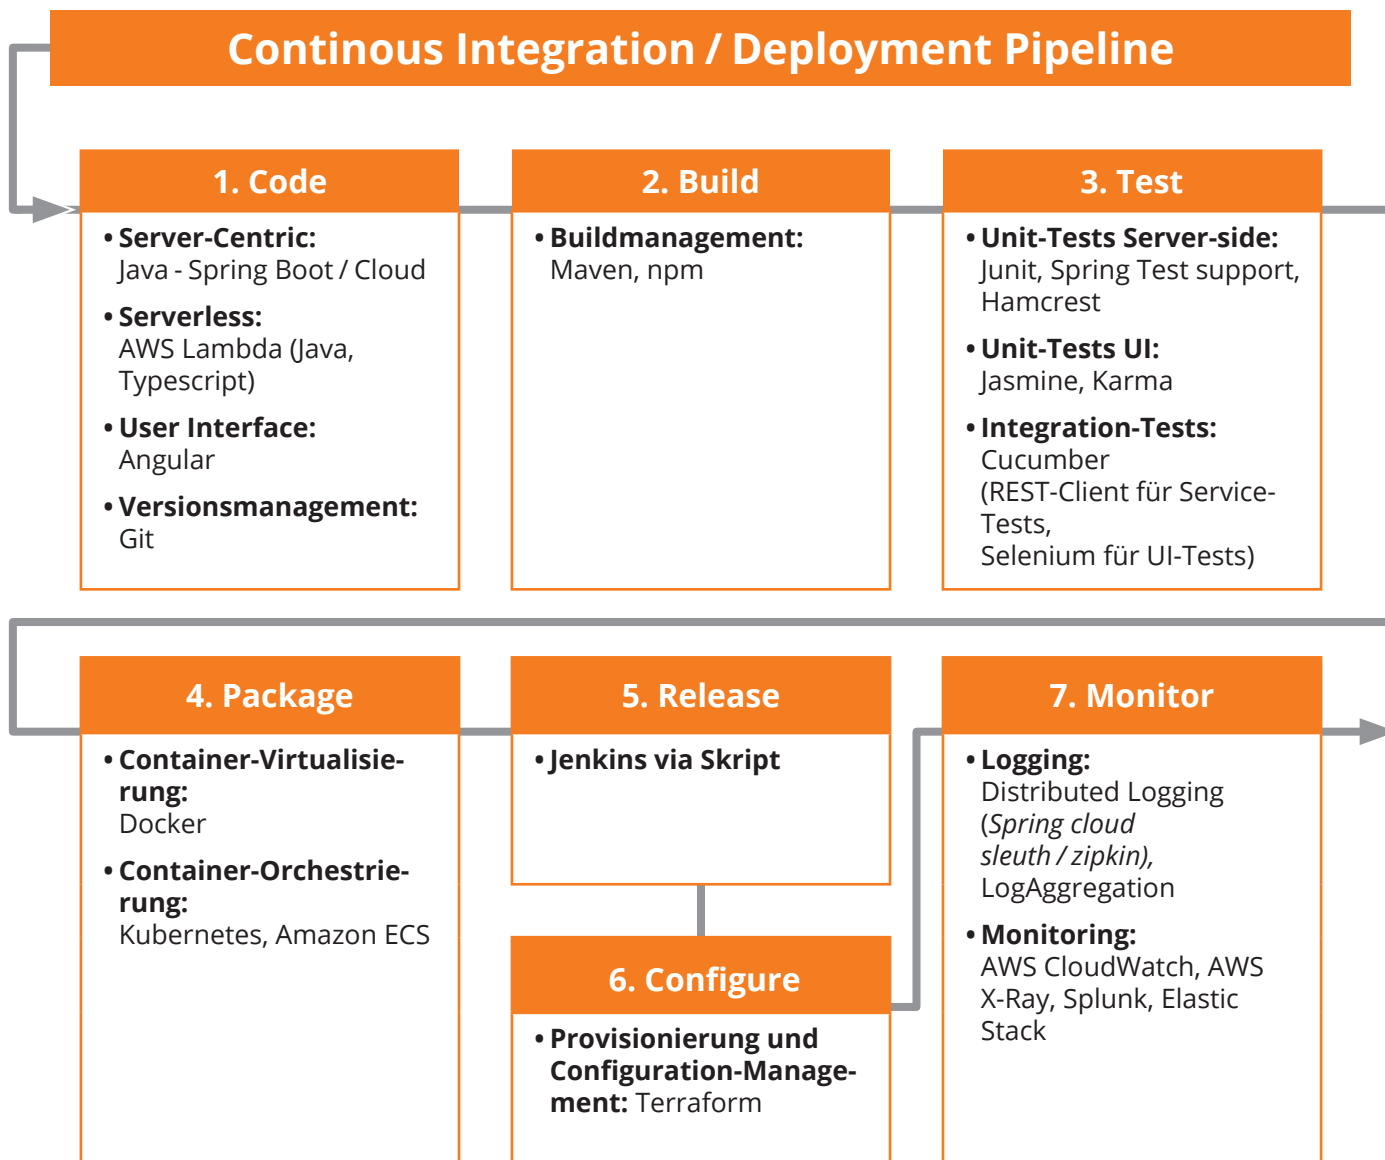 Continous Integration / Deployment Pipeline
1. Code
• Server-Centric:
Java - Spring Boot / Cloud
• Serverless:
AWS Lambda (Java,
Typescript)
• User Interface:
Angular
• Versionsmanagement:
Git
2. Build
• Buildmanagement:
Maven, npm
3. Test
• Unit-Tests Server-side:
Junit, Spring Test support,
Hamcrest
• Unit-Tests UI:
Jasmine, Karma
• Integration-Tests:
Cucumber
(REST-Client für Service-
Tests,
Selenium für UI-Tests)
4. Package
• Container-Virtualisie-
rung:
Docker
• Container-Orchestrie-
rung:
Kubernetes, Amazon ECS
5. Release
• Jenkins via Skript
6. Configure
• Provisionierung und
Configuration-Manage-
ment: Terraform
7. Monitor
• Logging:
Distributed Logging
(Spring cloud
sleuth / zipkin),
LogAggregation
• Monitoring:
AWS CloudWatch, AWS
X-Ray, Splunk, Elastic
Stack